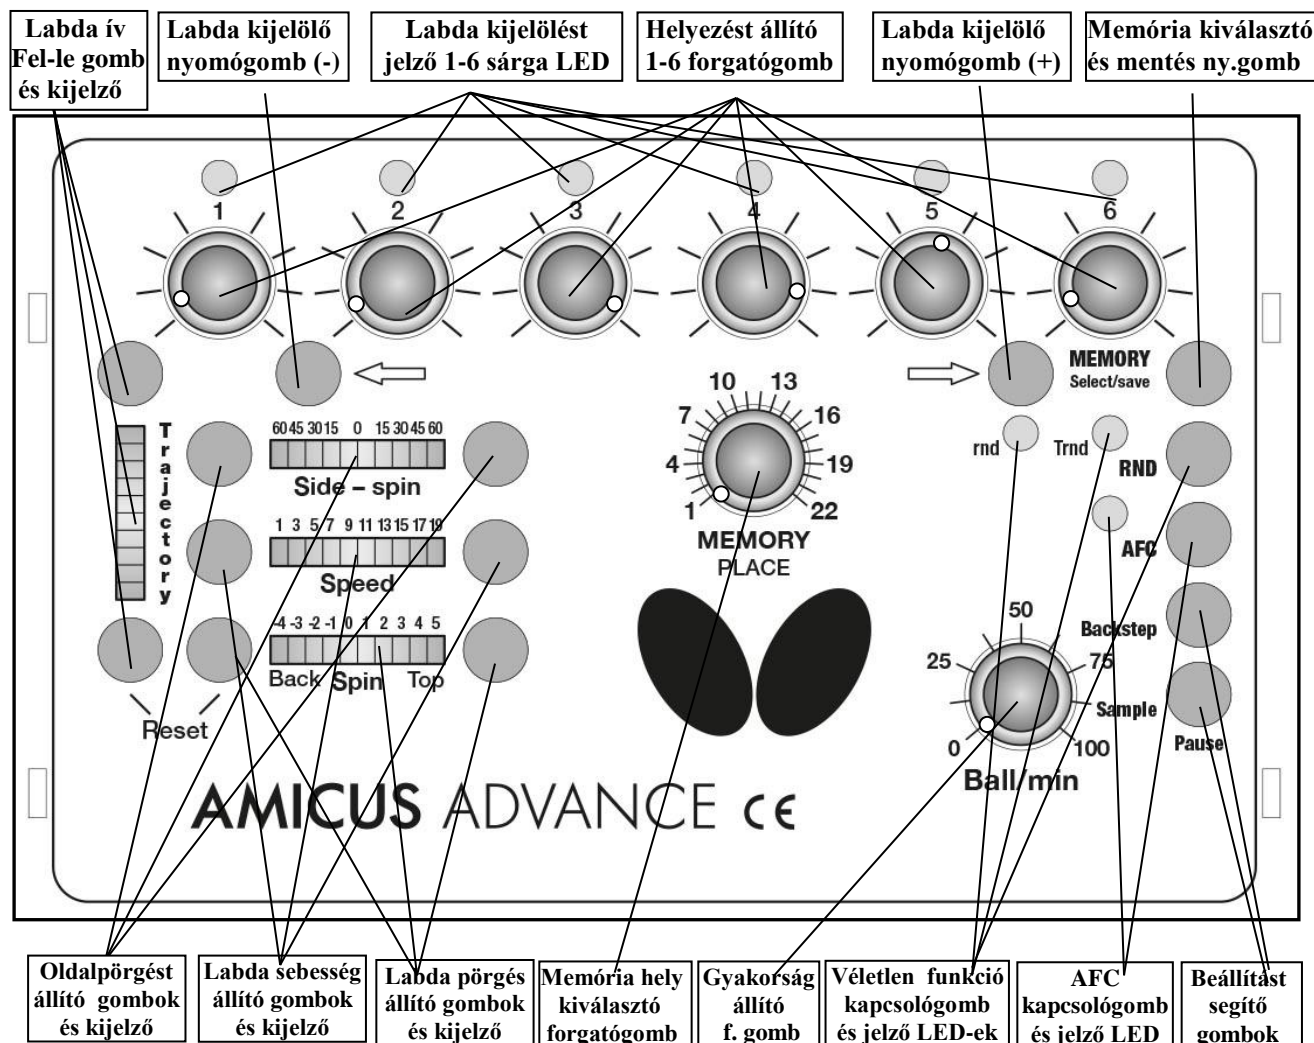 Labda ív
Fel-le gomb
és kijelző
Labda kijelölő
nyomógomb (-)
Labda kijelölést
jelző 1-6 sárga LED
Helyezést állító
1-6 forgatógomb
Labda kijelölő
nyomógomb (+)
Memória kiválasztó
és mentés ny.gomb
1
2
3
4
5
6
MEMORY
Select/save
Trajectory
60 45 30 15 0 15 30 45 60
Side – spin
1 3 5 7 9 11 13 15 17 19
Speed
-4 -3 -2 -1 0 1 2 3 4 5
Back Spin Top
Reset
1 4 7 10 13 16 19 22
MEMORY
PLACE
rnd
Trnd
RND
AFC
Backstep
Sample
Pause
0 25 50 75 100
Ball/min
AMICUS ADVANCE CE
Oldalpörgést
állító gombok
és kijelző
Labda sebesség
állító gombok
és kijelző
Labda pörgés
állító gombok
és kijelző
Memória hely
kiválasztó
forgatógomb
Gyakorság
állító
f. gomb
Véletlen funkció
kapcsológomb
és jelző LED-ek
AFC
kapcsológomb
és jelző LED
Beállítást
segítő
gombok